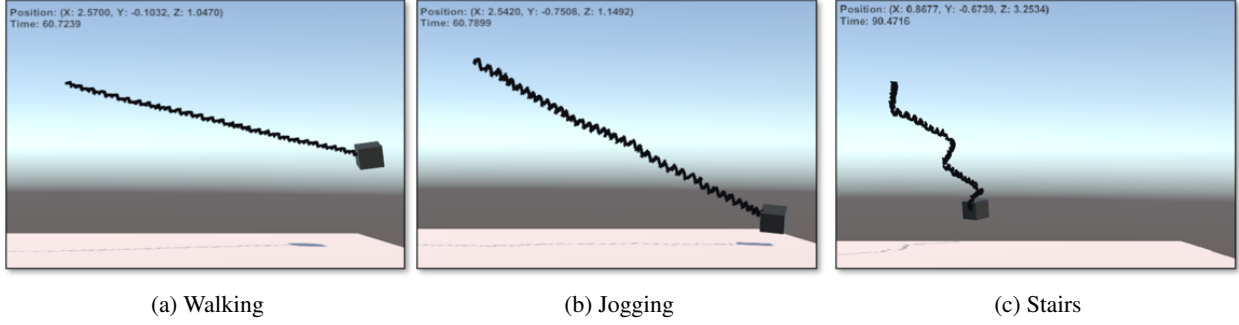 Position: (X: 2.5700, Y: -0.1032, Z: 1.0470)
Time: 60.7239
Position: (X: 2.5420, Y: -0.7508, Z: 1.1492)
Time: 60.7899
Position: (X: 0.8677, Y: -0.6739, Z: 3.2534)
Time: 90.4716
(a) Walking
(b) Jogging
(c) Stairs